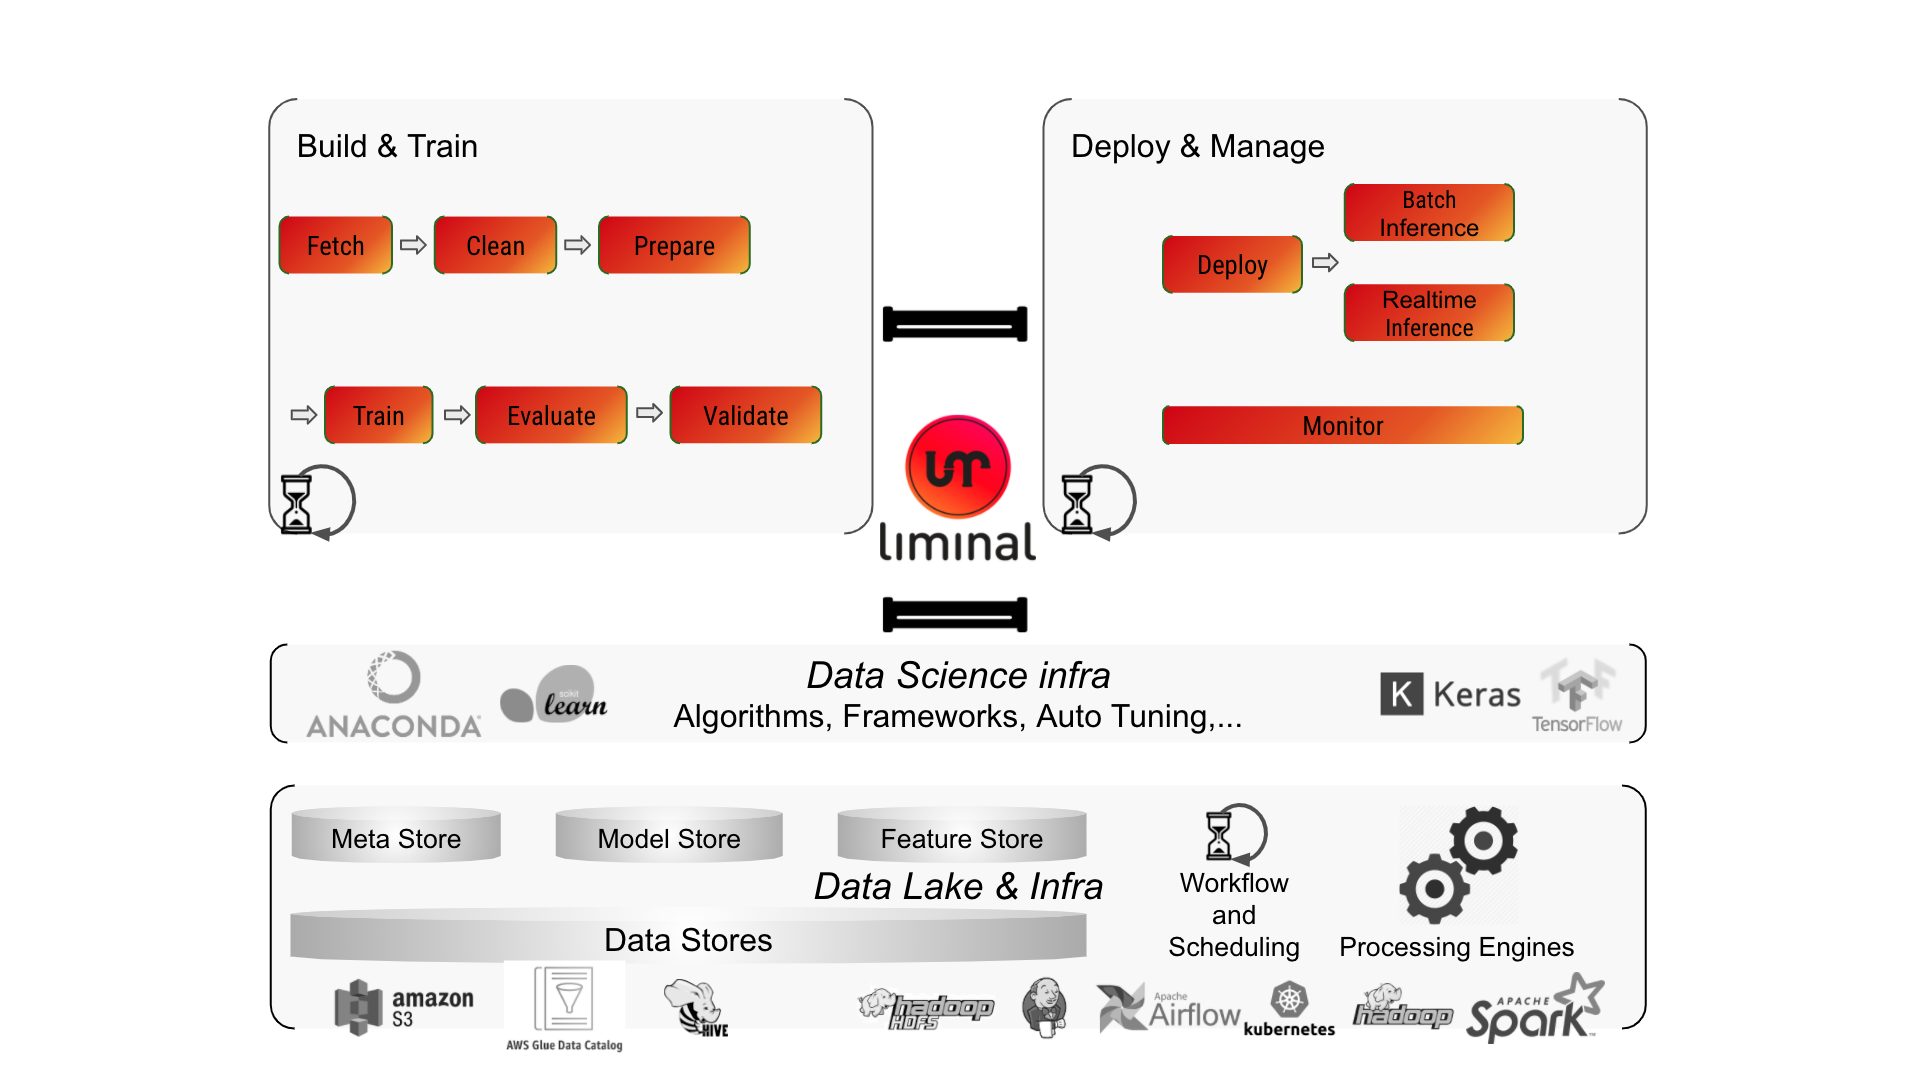 Build & Train
Fetch
Clean
Prepare
Train
Evaluate
Validate
Deploy & Manage
Deploy
Batch
Inference
Realtime
Inference
Monitor
liminal
ANACONDA
scikit
learn
Data Science infra
Algorithms, Frameworks, Auto Tuning,...
K Keras
TensorFlow
Meta Store
Model Store
Feature Store
Data Lake & Infra
Data Stores
Workflow
and
Scheduling
Processing Engines
amazon
S3
AWS Glue Data Catalog
HIVE
hadoop
HDFS
Apache
Airflow
kubernetes
hadoop
APACHE
Spark